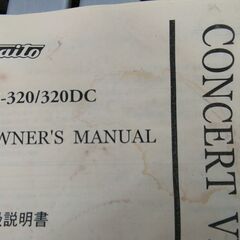 aito
-320/320DC
WNER'S MANUAL
説明書
CONCERT V